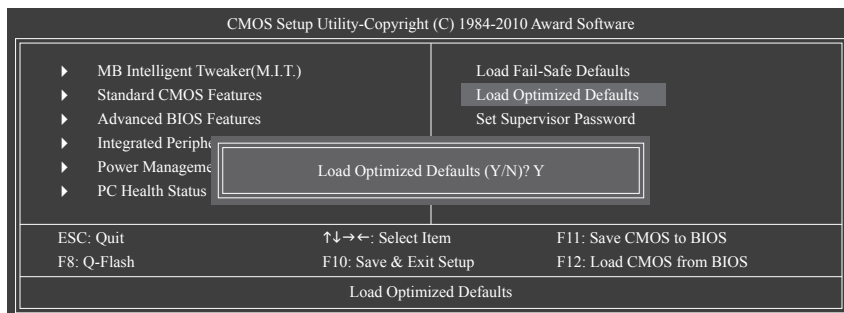 CMOS Setup Utility-Copyright (C) 1984-2010 Award Software
MB Intelligent Tweaker(M.I.T.)
Standard CMOS Features
Advanced BIOS Features
Integrated Periphe
Power Manageme
PC Health Status
Load Fail-Safe Defaults
Load Optimized Defaults
Set Supervisor Password
Load Optimized Defaults (Y/N)? Y
ESC: Quit ↑↓→←: Select Item F11: Save CMOS to BIOS
F8: Q-Flash F10: Save & Exit Setup F12: Load CMOS from BIOS
Load Optimized Defaults